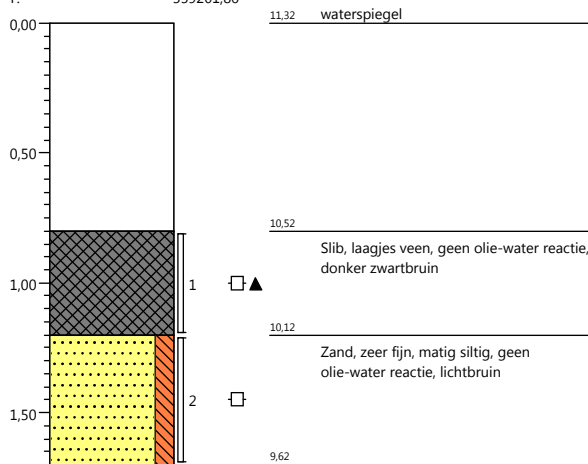 0,00
11,32 waterspiegel
0,50
10,52
Slib, laagjes veen, geen olie-water reactie,
donker zwartbruin
1,00
1
10,12
Zand, zeer fijn, matig siltig, geen
olie-water reactie, lichtbruin
2
1,50
9,62